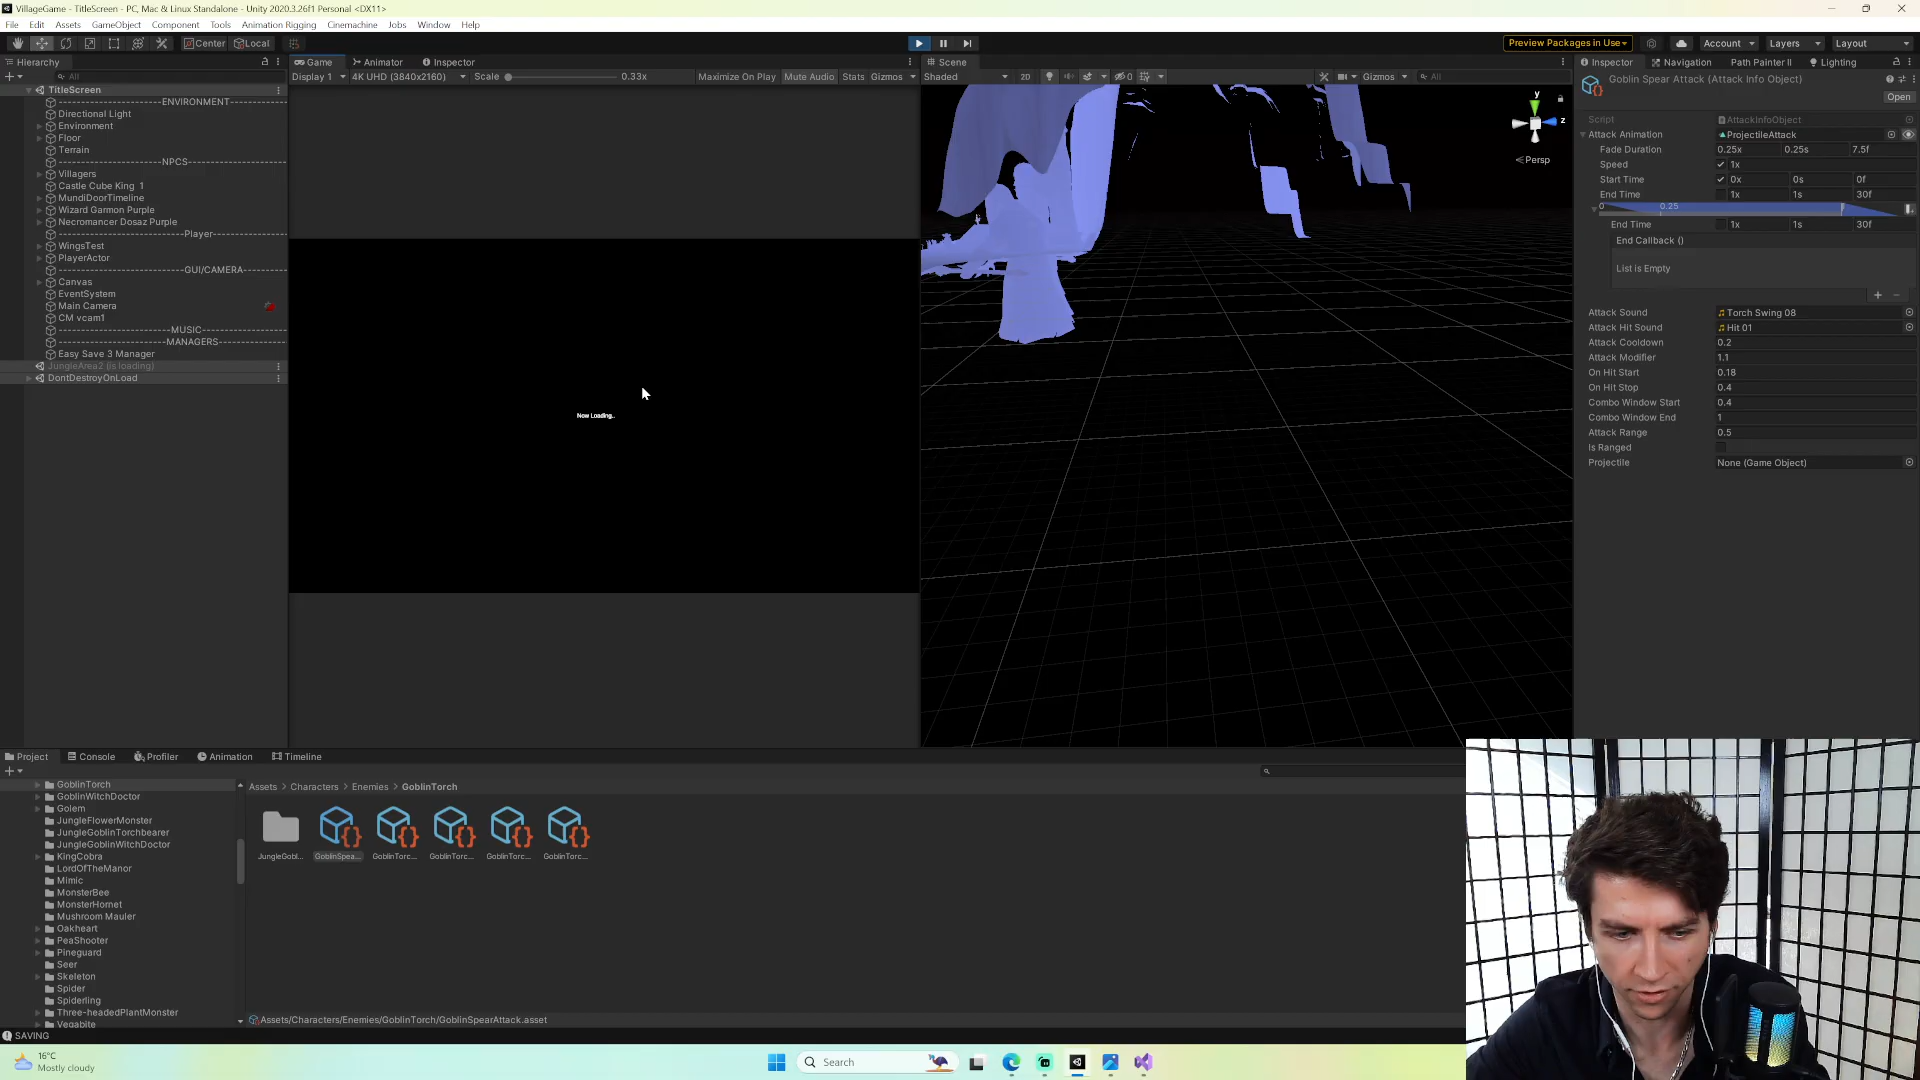 VillageGame - TitleScreen - PC, Mac & Linux Standalone - Unity 2020.3.26f1 Personal <DX11>
File Edit Assets GameObject Component Tools Animation Rigging Cinemachine Jobs Window Help
Center Local
Preview Packages in Use Account Layers Layout
Hierarchy
All
TitleScreen
ENVIRONMENT
Directional Light
Environment
Floor
Terrain
NPCS
Villagers
Castle Cube King 1
MundiDoorTimeline
Wizard Garmon Purple
Necromancer Dosaz Purple
Player
WingsTest
PlayerActor
GUI/CAMERA
Canvas
EventSystem
Main Camera
CM vcam1
MUSIC
MANAGERS
Easy Save 3 Manager
JungleArea2 (is loading)
DontDestroyOnLoad
Game Animator Inspector
Display 1 4K UHD (3840x2160) Scale 0.33x Maximize On Play Mute Audio Stats Gizmos
Now Loading..
Scene
Shaded 2D 0 Gizmos All
y
z
Persp
Inspector Navigation Path Painter II Lighting
Goblin Spear Attack (Attack Info Object)
Open
Script AttackInfoObject
Attack Animation ProjectileAttack
Fade Duration 0.25x 0.25s 7.5f
Speed 1x
Start Time 0x 0s 0f
End Time 1x 1s 30f
0 0.25
End Time 1x 1s 30f
End Callback ()
List is Empty
Attack Sound Torch Swing 08
Attack Hit Sound Hit 01
Attack Cooldown 0.2
Attack Modifier 1.1
On Hit Start 0.18
On Hit Stop 0.4
Combo Window Start 0.4
Combo Window End 1
Attack Range 0.5
Is Ranged
Projectile None (Game Object)
Project Console Profiler Animation Timeline
GoblinTorch
GoblinWitchDoctor
Golem
JungleFlowerMonster
JungleGoblinTorchbearer
JungleGoblinWitchDoctor
KingCobra
LordOfTheManor
Mimic
MonsterBee
MonsterHornet
Mushroom Mauler
Oakheart
PeaShooter
Pineguard
Seer
Skeleton
Spider
Spiderling
Three-headedPlantMonster
Vegabite
Assets Characters Enemies GoblinTorch
JungleGobl... GoblinSpea... GoblinTorc... GoblinTorc... GoblinTorc... GoblinTorc...
Assets/Characters/Enemies/GoblinTorch/GoblinSpearAttack.asset
SAVING
16°C
Mostly cloudy
Search